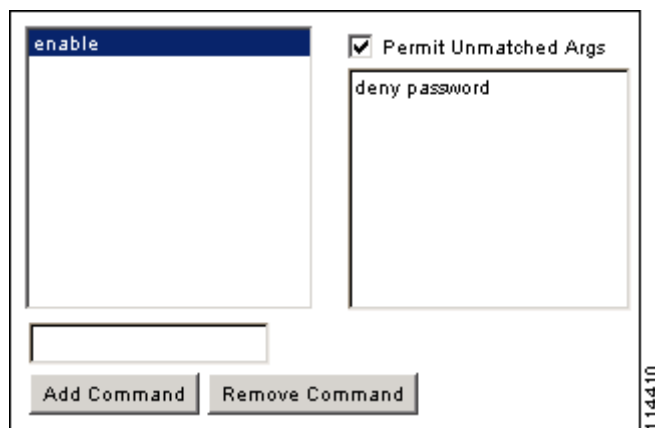 enable
Permit Unmatched Args
deny password
Add Command
Remove Command
114410